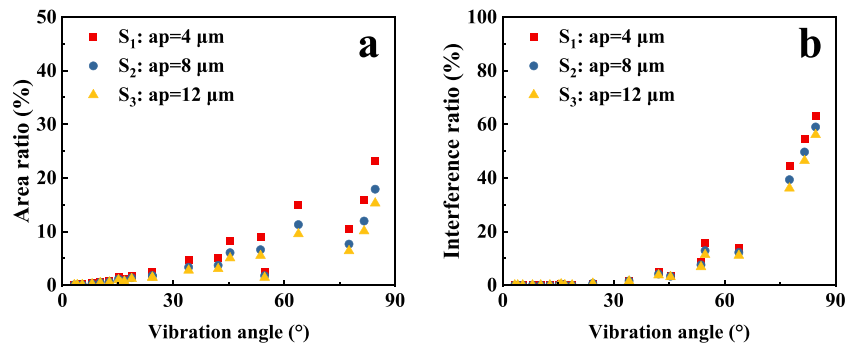 a
Area ratio (%)
50
40
30
20
10
0
S₁: ap=4 μm
S₂: ap=8 μm
S₃: ap=12 μm
0
30
60
90
Vibration angle (°)
b
Interference ratio (%)
100
80
60
40
20
0
S₁: ap=4 μm
S₂: ap=8 μm
S₃: ap=12 μm
0
30
60
90
Vibration angle (°)